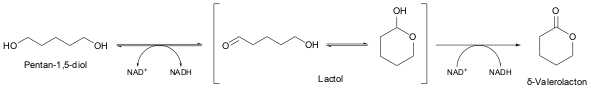 OH
O
HO
OH
O
OH
O
O
Pentan-1,5-diol
NAD⁺
NADH
Lactol
NAD⁺
NADH
δ-Valerolacton